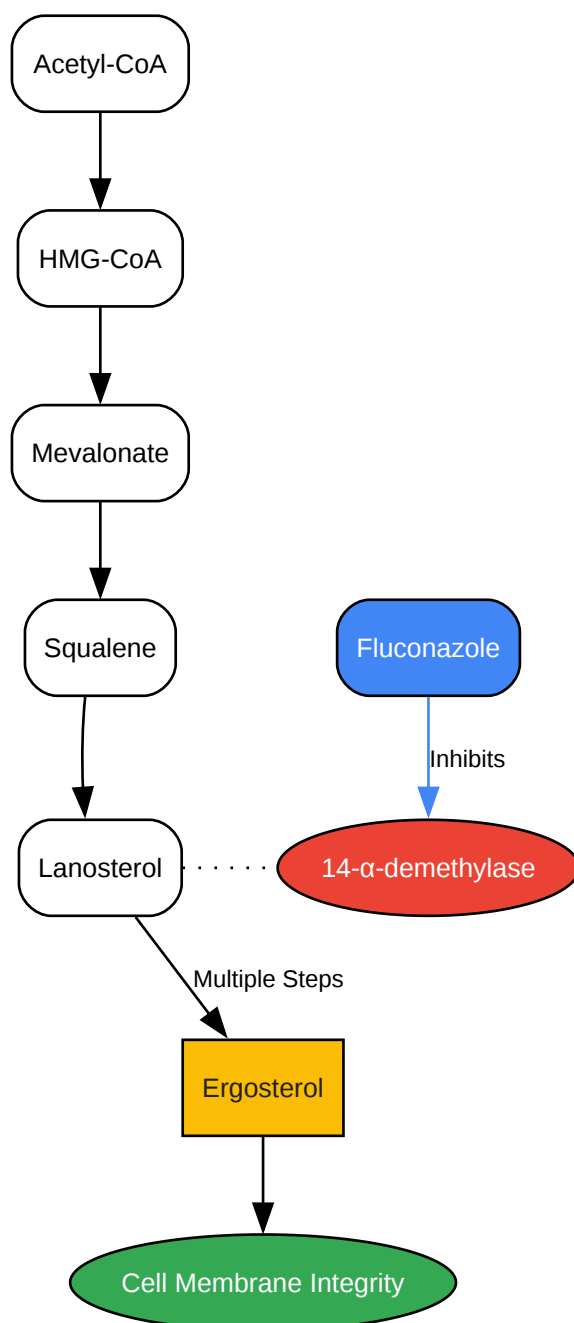 Acetyl-CoA
HMG-CoA
Mevalonate
Squalene
Fluconazole
Inhibits
Lanosterol
14-α-demethylase
Multiple Steps
Ergosterol
Cell Membrane Integrity